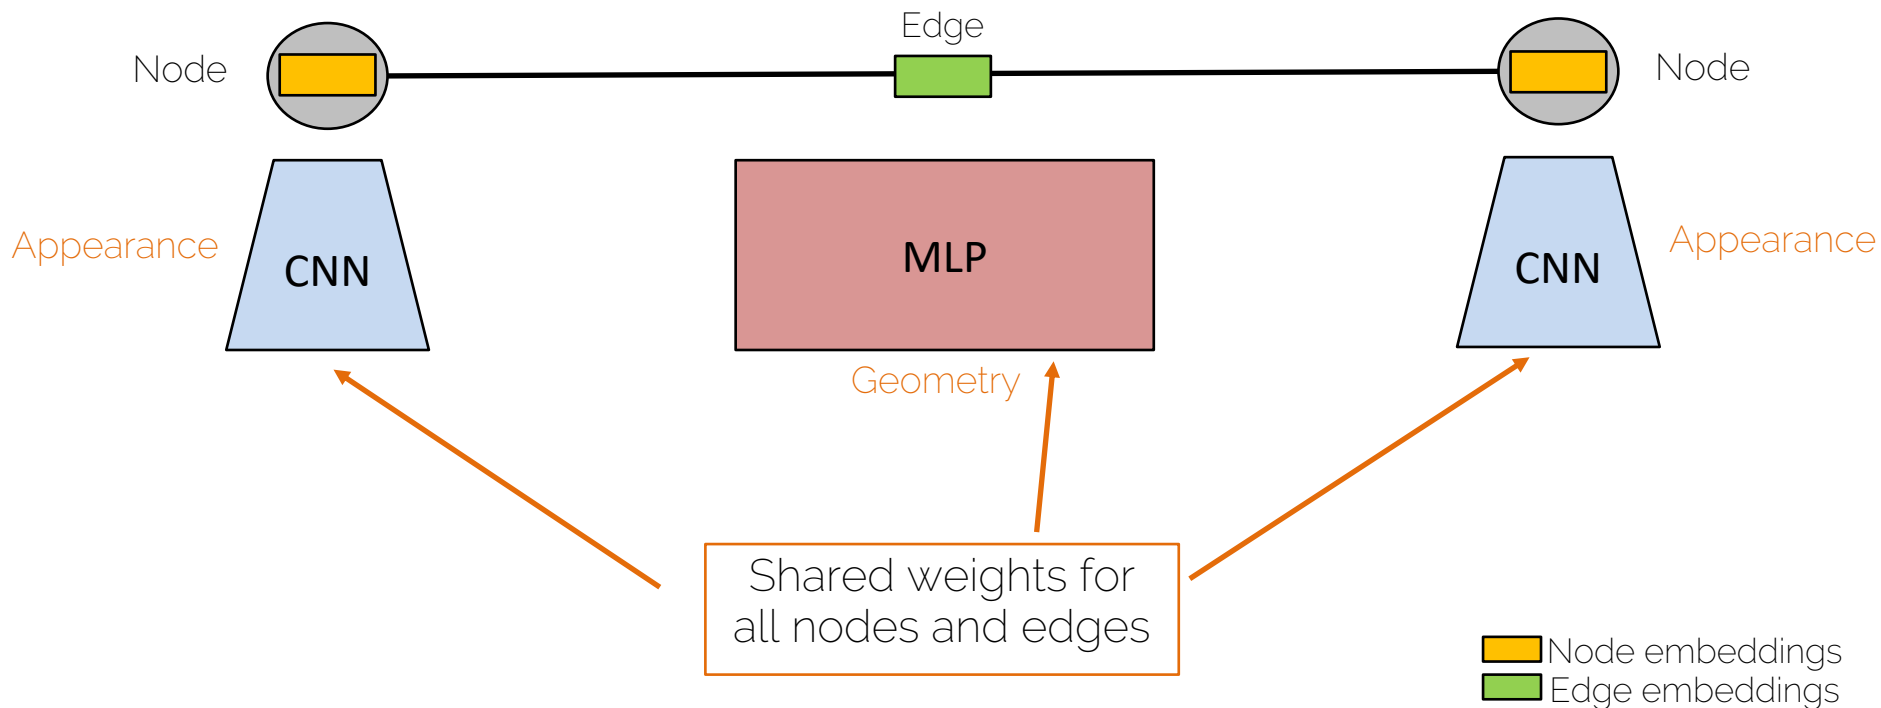 Edge
Node
Node
Appearance
CNN
MLP
CNN
Appearance
Geometry
Shared weights for
all nodes and edges
Node embeddings
Edge embeddings